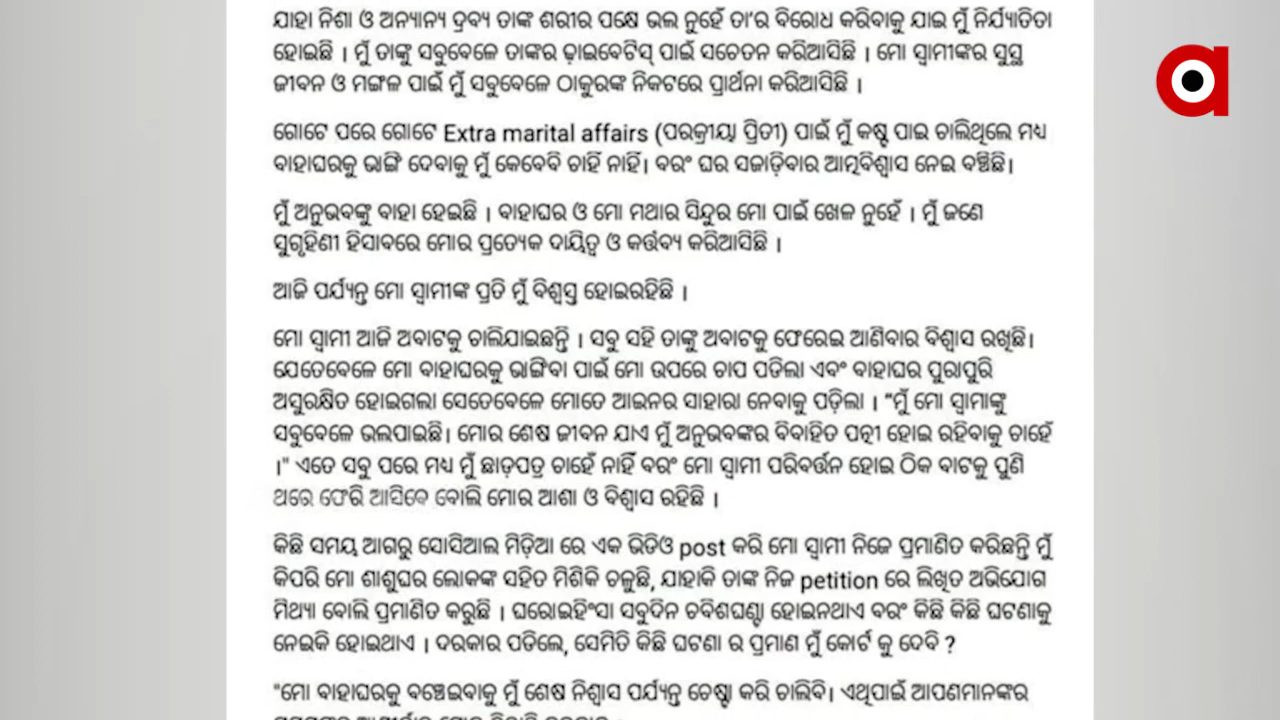 ଯାହା ନିଶା ଓ ଅନ୍ୟାନ୍ୟ ଦ୍ରବ୍ୟ ତାଙ୍କ ଶରୀର ପକ୍ଷେ ଭଲ ନୁହେଁ ତା'ର ବିରୋଧ କରିବାକୁ ଯାଇ ମୁଁ ନିର୍ଯ୍ୟାତିତା
ହୋଇଛି । ମୁଁ ତାଙ୍କୁ ସବୁବେଳେ ତାଙ୍କର ଢ଼ାଇବେଟିସ୍ ପାଇଁ ସଚେତନ କରିଆସିଛି । ମୋ ସ୍ୱାମୀଙ୍କର ସୁସ୍ଥ
ଜୀବନ ଓ ମଙ୍ଗଳ ପାଇଁ ମୁଁ ସବୁବେଳେ ଠାକୁରଙ୍କ ନିକଟରେ ପ୍ରାର୍ଥନା କରିଆସିଛି ।
ଗୋଟେ ପରେ ଗୋଟେ Extra marital affairs (ପରକୀୟା ପ୍ରିତୀ) ପାଇଁ ମୁଁ କଷ୍ଟ ପାଇ ଚାଲିଥିଲେ ମଧ୍ୟ
ବାହାଘରକୁ ଭାଙ୍ଗି ଦେବାକୁ ମୁଁ କେବେବି ଚାହିଁ ନାହିଁ। ବରଂ ଘର ସଜାଡ଼ିବାର ଆତ୍ମବିଶ୍ୱାସ ନେଇ ବଞ୍ଚିଛି।
ମୁଁ ଅନୁଭବଙ୍କୁ ବାହା ହେଇଛି । ବାହାଘର ଓ ମୋ ମଥାର ସିନ୍ଦୁର ମୋ ପାଇଁ ଖେଳ ନୁହେଁ । ମୁଁ ଜଣେ
ସୁଗୃହିଣୀ ହିସାବରେ ମୋର ପ୍ରତ୍ୟେକ ଦାୟିତ୍ୱ ଓ କର୍ତ୍ତବ୍ୟ କରିଆସିଛି ।
ଆଜି ପର୍ଯ୍ୟନ୍ତ ମୋ ସ୍ୱାମୀଙ୍କ ପ୍ରତି ମୁଁ ବିଶ୍ୱସ୍ତ ହୋଇରହିଛି ।
ମୋ ସ୍ୱାମୀ ଆଜି ଅବାଟକୁ ଚାଲିଯାଇଛନ୍ତି । ସବୁ ସହି ତାଙ୍କୁ ଅବାଟକୁ ଫେରେଇ ଆଣିବାର ବିଶ୍ୱାସ ରଖିଛି।
ଯେତେବେଳେ ମୋ ବାହାଘରକୁ ଭାଙ୍ଗିବା ପାଇଁ ମୋ ଉପରେ ଚାପ ପଡିଲା ଏବଂ ବାହାଘର ପୁରାପୁରି
ଅସୁରକ୍ଷିତ ହୋଇଗଲା ସେତେବେଳେ ମୋତେ ଆଇନର ସାହାରା ନେବାକୁ ପଡ଼ିଲା । “ମୁଁ ମୋ ସ୍ୱାମୀଙ୍କୁ
ସବୁବେଳେ ଭଲପାଇଛି। ମୋର ଶେଷ ଜୀବନ ଯାଏ ମୁଁ ଅନୁଭବଙ୍କର ବିବାହିତ ପତ୍ନୀ ହୋଇ ରହିବାକୁ ଚାହେଁ
।" ଏତେ ସବୁ ପରେ ମଧ୍ୟ ମୁଁ ଛାଡ଼ପତ୍ର ଚାହେଁ ନାହିଁ ବରଂ ମୋ ସ୍ୱାମୀ ପରିବର୍ତ୍ତନ ହୋଇ ଠିକ ବାଟକୁ ପୁଣି
ଥରେ ଫେରି ଆସିବେ ବୋଲି ମୋର ଆଶା ଓ ବିଶ୍ୱାସ ରହିଛି ।
କିଛି ସମୟ ଆଗରୁ ସୋସିଆଲ ମିଡ଼ିଆ ରେ ଏକ ଭିଡିଓ post କରି ମୋ ସ୍ୱାମୀ ନିଜେ ପ୍ରମାଣିତ କରିଛନ୍ତି ମୁଁ
କିପରି ମୋ ଶାଶୁଘର ଲୋକଙ୍କ ସହିତ ମିଶିକି ଚଳୁଛି, ଯାହାକି ତାଙ୍କ ନିଜ petition ରେ ଲିଖିତ ଅଭିଯୋଗ
ମିଥ୍ୟା ବୋଲି ପ୍ରମାଣିତ କରୁଛି । ଘରୋଇହିଂସା ସବୁଦିନ ଚବିଶଘଣ୍ଟା ହୋଇନଥାଏ ବରଂ କିଛି କିଛି ଘଟଣାକୁ
ନେଇକି ହୋଇଥାଏ । ଦରକାର ପଡିଲେ, ସେମିତି କିଛି ଘଟଣା ର ପ୍ରମାଣ ମୁଁ କୋର୍ଟ କୁ ଦେବି ?
"ମୋ ବାହାଘରକୁ ବଞ୍ଚେଇବାକୁ ମୁଁ ଶେଷ ନିଶ୍ୱାସ ପର୍ଯ୍ୟନ୍ତ ଚେଷ୍ଟା କରି ଚାଲିବି। ଏଥିପାଇଁ ଆପଣମାନଙ୍କର